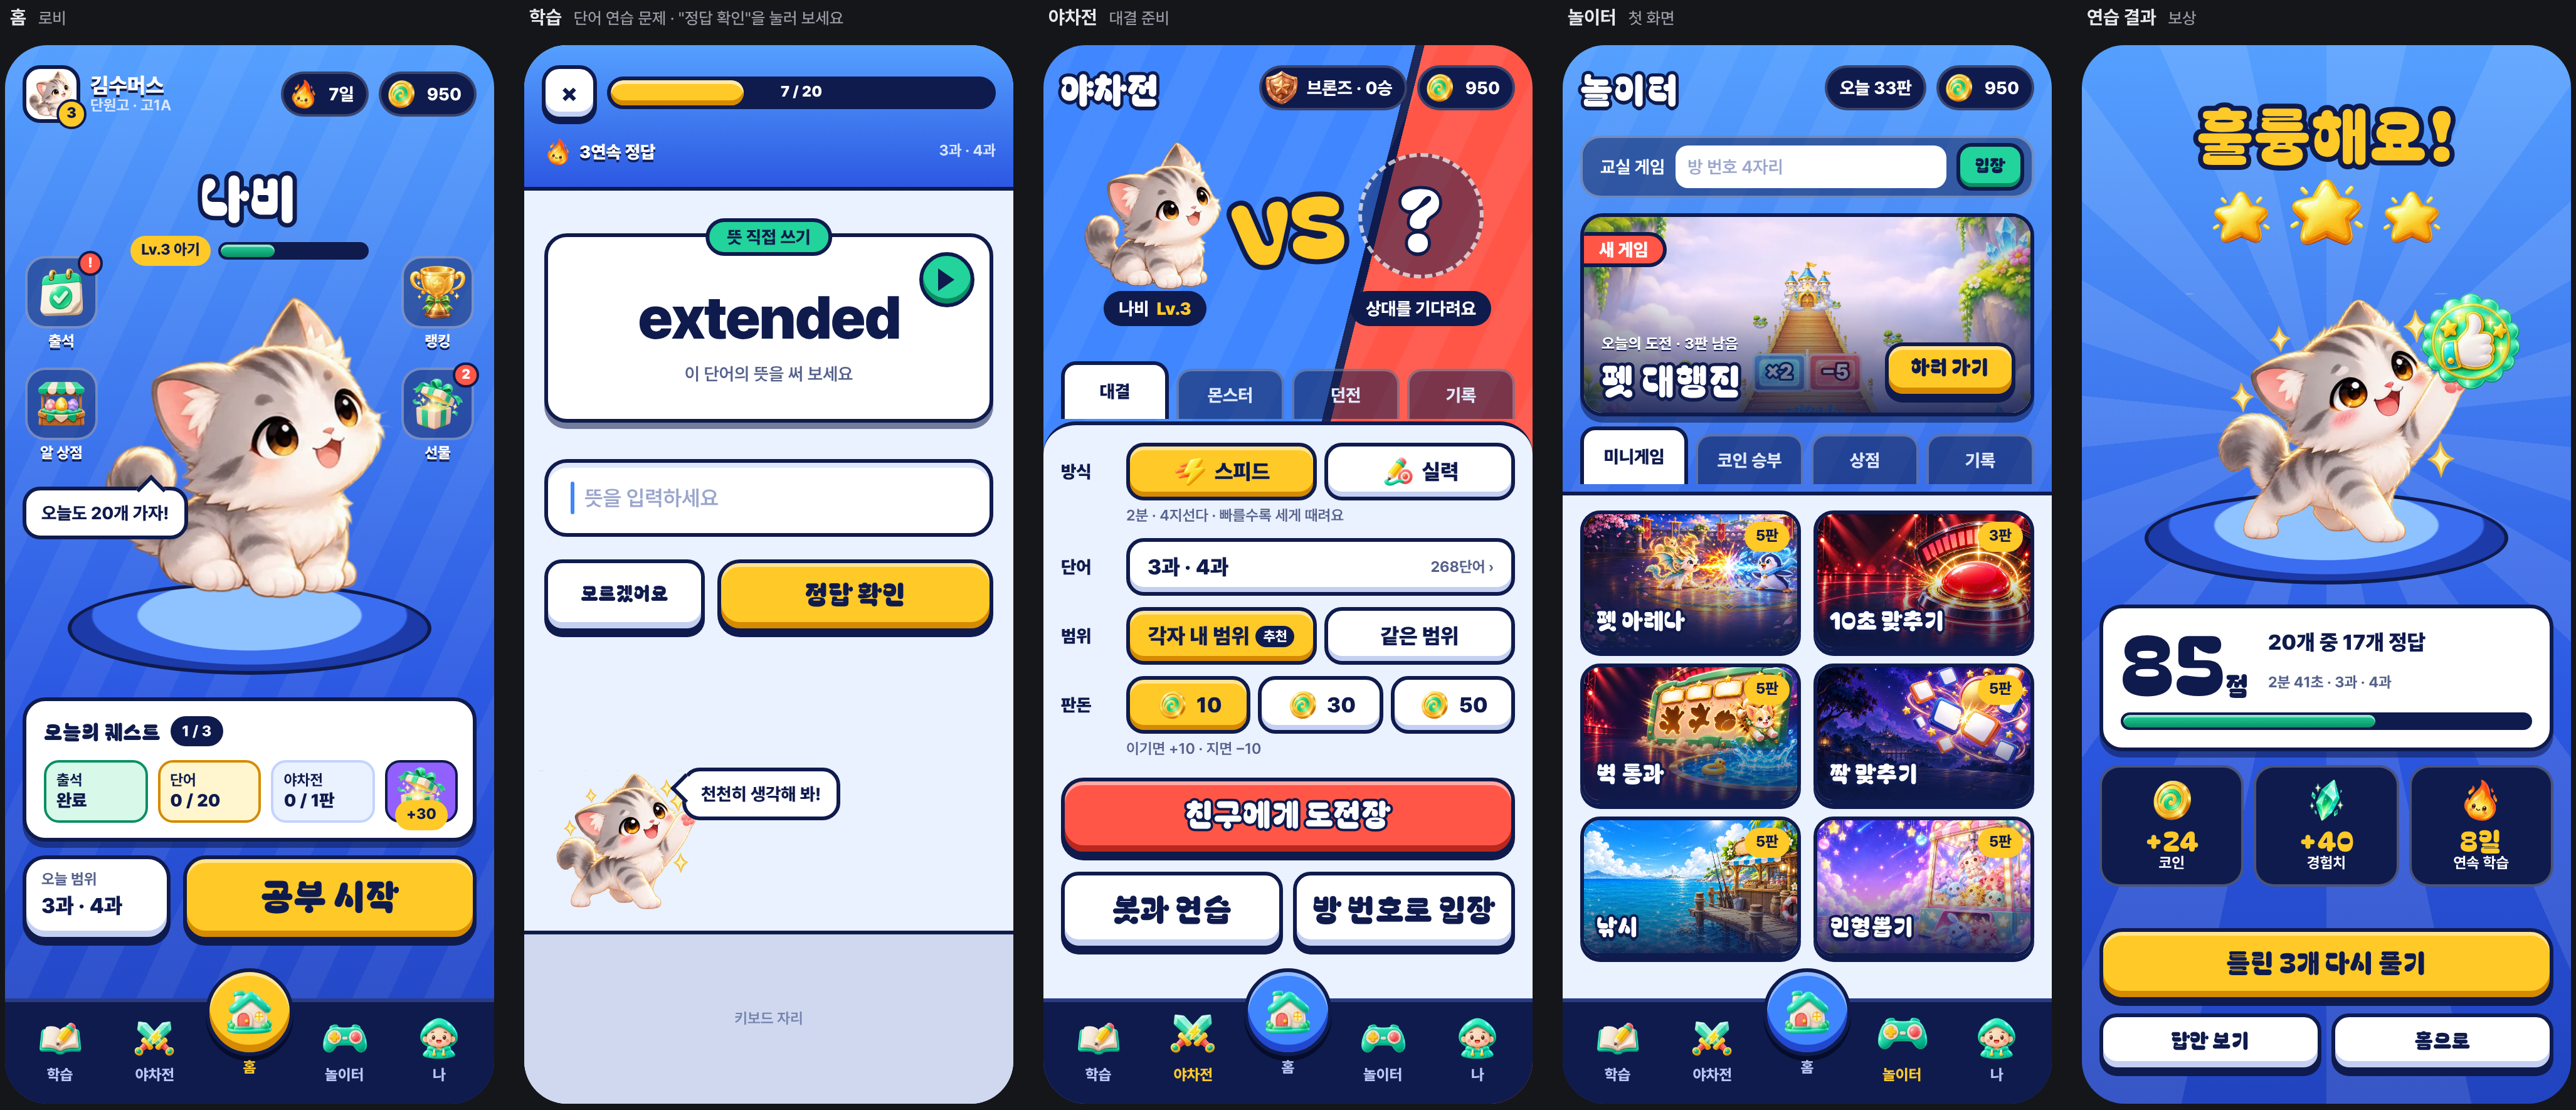 홈 로비
김수머스
단원고 · 고1A
3
7일
950
나비
Lv.3 아기
!
출석
랭킹
알 상점
2
선물
오늘도 20개 가자!
오늘의 퀘스트 1 / 3
출석
완료
단어
0 / 20
야차전
0 / 1판
+30
오늘 범위
3과 · 4과
공부 시작
학습
야차전
홈
놀이터
나
학습 단어 연습 문제 · "정답 확인"을 눌러 보세요
×
7 / 20
3연속 정답
3과 · 4과
뜻 직접 쓰기
extended
이 단어의 뜻을 써 보세요
뜻을 입력하세요
모르겠어요
정답 확인
천천히 생각해 봐!
키보드 자리
야차전 대결 준비
야차전
브론즈 · 0승
950
VS
?
나비 Lv.3
상대를 기다려요
대결
몬스터
던전
기록
방식
스피드
실력
2분 · 4지선다 · 빠를수록 세게 때려요
단어
3과 · 4과
268단어 ›
범위
각자 내 범위 추천
같은 범위
판돈
10
30
50
이기면 +10 · 지면 −10
친구에게 도전장
봇과 연습
방 번호로 입장
학습
야차전
홈
놀이터
나
놀이터 첫 화면
놀이터
오늘 33판
950
교실 게임
방 번호 4자리
입장
새 게임
오늘의 도전 · 3판 남음
펫 대행진
×2
−5
하러 가기
미니게임
코인 승부
상점
기록
5판
펫 아레나
3판
10초 맞추기
5판
벽 통과
5판
짝 맞추기
5판
낚시
5판
인형뽑기
학습
야차전
홈
놀이터
나
연습 결과 보상
훌륭해요!
85점
20개 중 17개 정답
2분 41초 · 3과 · 4과
+24
코인
+40
경험치
8일
연속 학습
틀린 3개 다시 풀기
답안 보기
홈으로